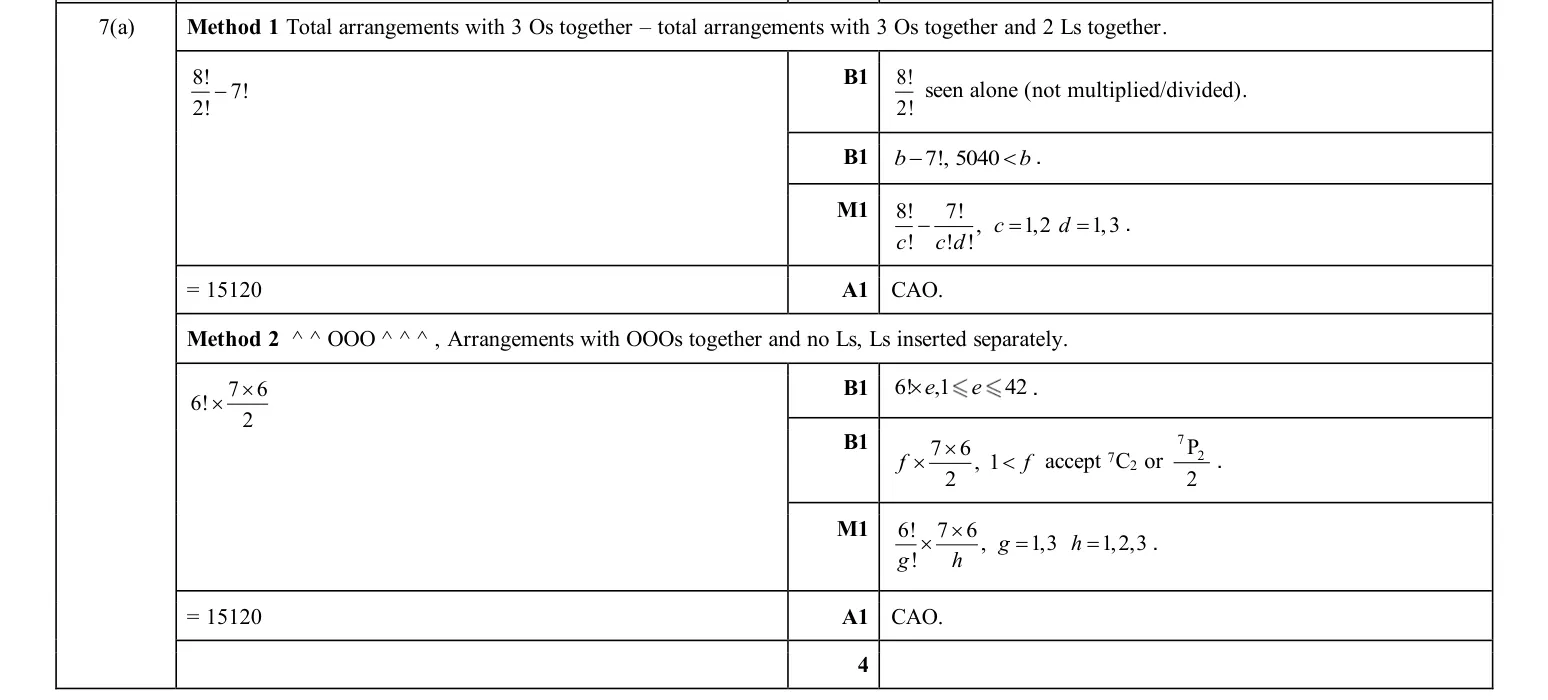 7(a) Method 1 Total arrangements with 3 Os together – total arrangements with 3 Os together and 2 Ls together.
8!/2! – 7! B1 8!/2! seen alone (not multiplied/divided).
B1 b – 7!, 5040 < b .
M1 8!/c! – 7!/c!d!, c = 1,2 d = 1,3 .
= 15120 A1 CAO.
Method 2 ^ ^ OOO ^ ^ ^ , Arrangements with OOOs together and no Ls, Ls inserted separately.
6! × 7×6/2 B1 6!× e,1 ⩽ e ⩽ 42 .
B1 f × 7×6/2, 1 < f accept ⁷C₂ or ⁷P₂/2 .
M1 6!/g! × 7×6/h, g = 1,3 h = 1,2,3 .
= 15120 A1 CAO.
4